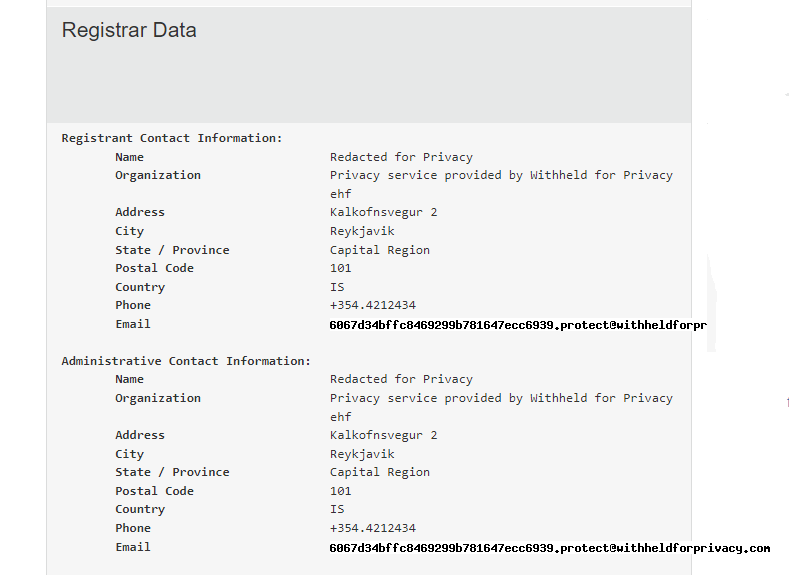 Registrar Data
Registrant Contact Information:
Name Redacted for Privacy
Organization Privacy service provided by Withheld for Privacy
ehf
Address Kalkofnsvegur 2
City Reykjavik
State / Province Capital Region
Postal Code 101
Country IS
Phone +354.4212434
Email 6067d34bffc8469299b781647ecc6939.protect@withheldforpr
Administrative Contact Information:
Name Redacted for Privacy
Organization Privacy service provided by Withheld for Privacy
ehf
Address Kalkofnsvegur 2
City Reykjavik
State / Province Capital Region
Postal Code 101
Country IS
Phone +354.4212434
Email 6067d34bffc8469299b781647ecc6939.protect@withheldforprivacy.com